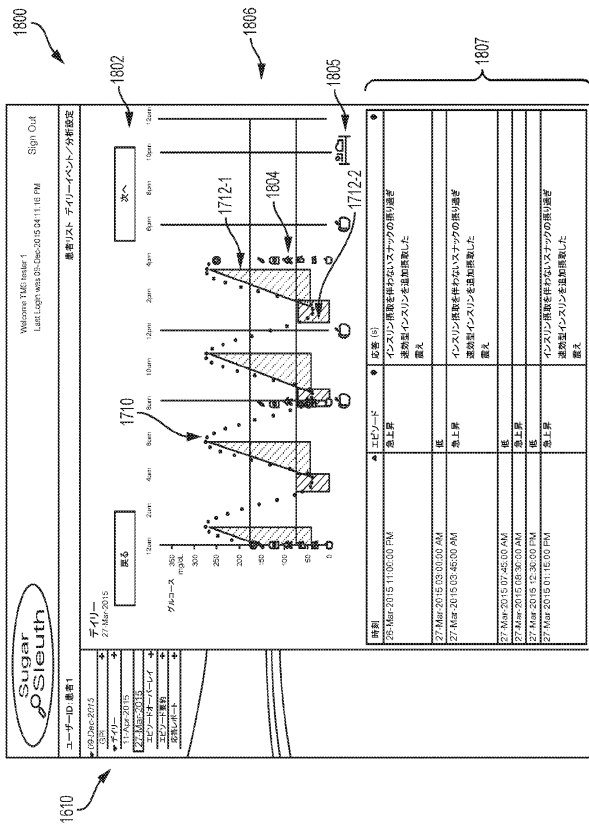 1800
Sugar Sleuth
Welcome TMS tester 1
Last Login was 09-Dec-2015 04:11:16 PM
Sign Out
ユーザーID: 患者1
患者リスト デイリーイベント/分析設定
1610
09-Dec-2015
GPI
デイリー
11-Apr-2015
27-Mar-2015
エピソードオーバーレイ
エピソード要約
応答レポート
デイリー
27-Mar-2015
戻る
次へ
1802
グルコース
mg/dL
350
300
250
200
150
100
50
0
12am 2am 4am 6am 8am 10am 12pm 2pm 4pm 6pm 8pm 10pm 12pm
1710
1712-1
1804
1712-2
1805
1806
時刻 エピソード 応答 (s)
26-Mar-2015 11:00:00 PM 急上昇 インスリン摂取を伴わないスナックの摂り過ぎ
速効型インスリンを追加摂取した
震え
27-Mar-2015 03:00:00 AM 低
27-Mar-2015 03:45:00 AM 急上昇 インスリン摂取を伴わないスナックの摂り過ぎ
速効型インスリンを追加摂取した
震え
27-Mar-2015 07:45:00 AM 低
27-Mar-2015 08:30:00 AM 急上昇
27-Mar-2015 12:30:00 PM 低
27-Mar-2015 01:15:00 PM 急上昇 インスリン摂取を伴わないスナックの摂り過ぎ
速効型インスリンを追加摂取した
震え
1807